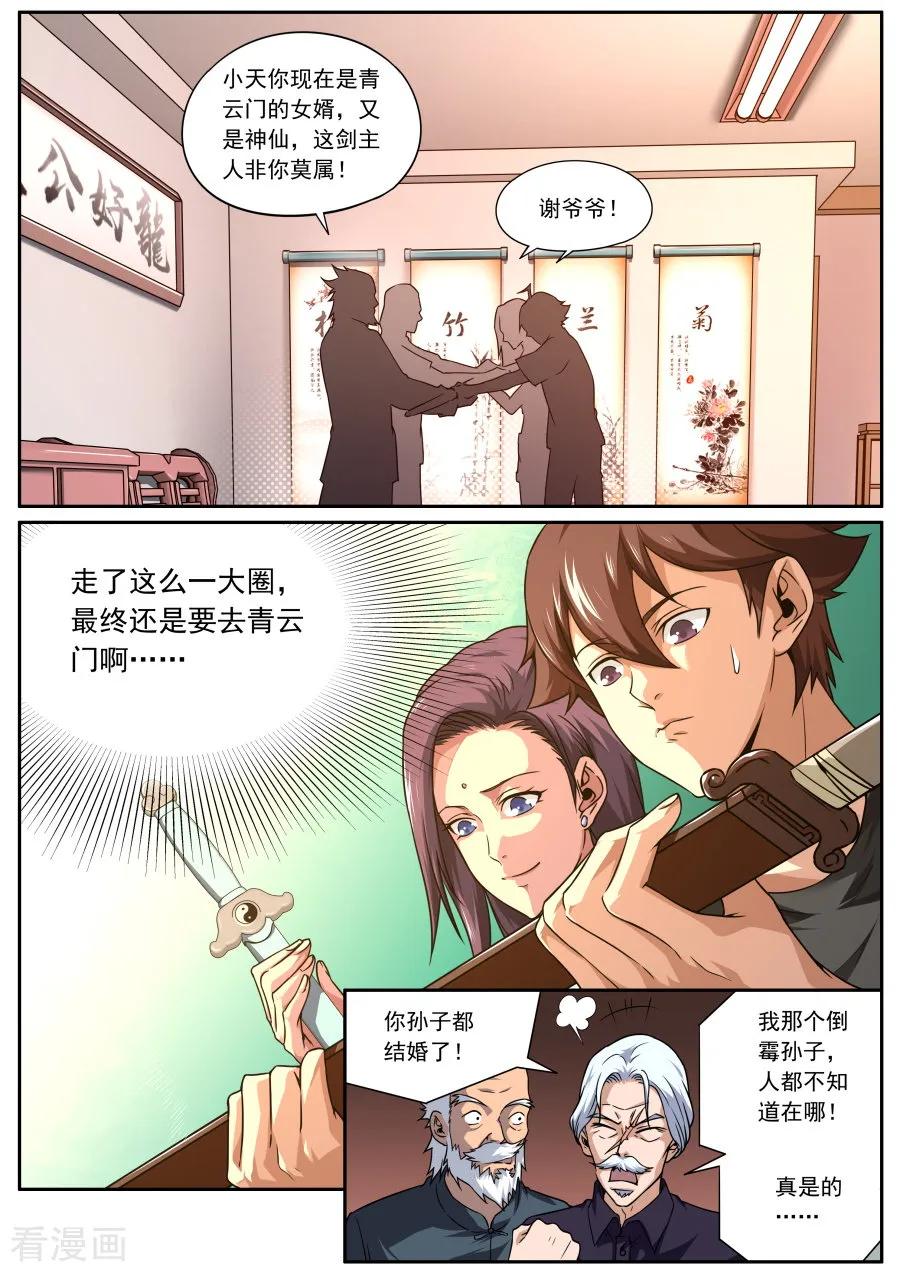 小天你现在是青
云门的女婿，又
是神仙，这剑主
人非你莫属！
谢爷爷！
公好龍
竹
兰
菊
走了这么一大圈，
最终还是要去青云
门啊……
你孙子都
结婚了！
我那个倒
霉孙子，
人都不知
道在哪！
真是的
……
看漫画